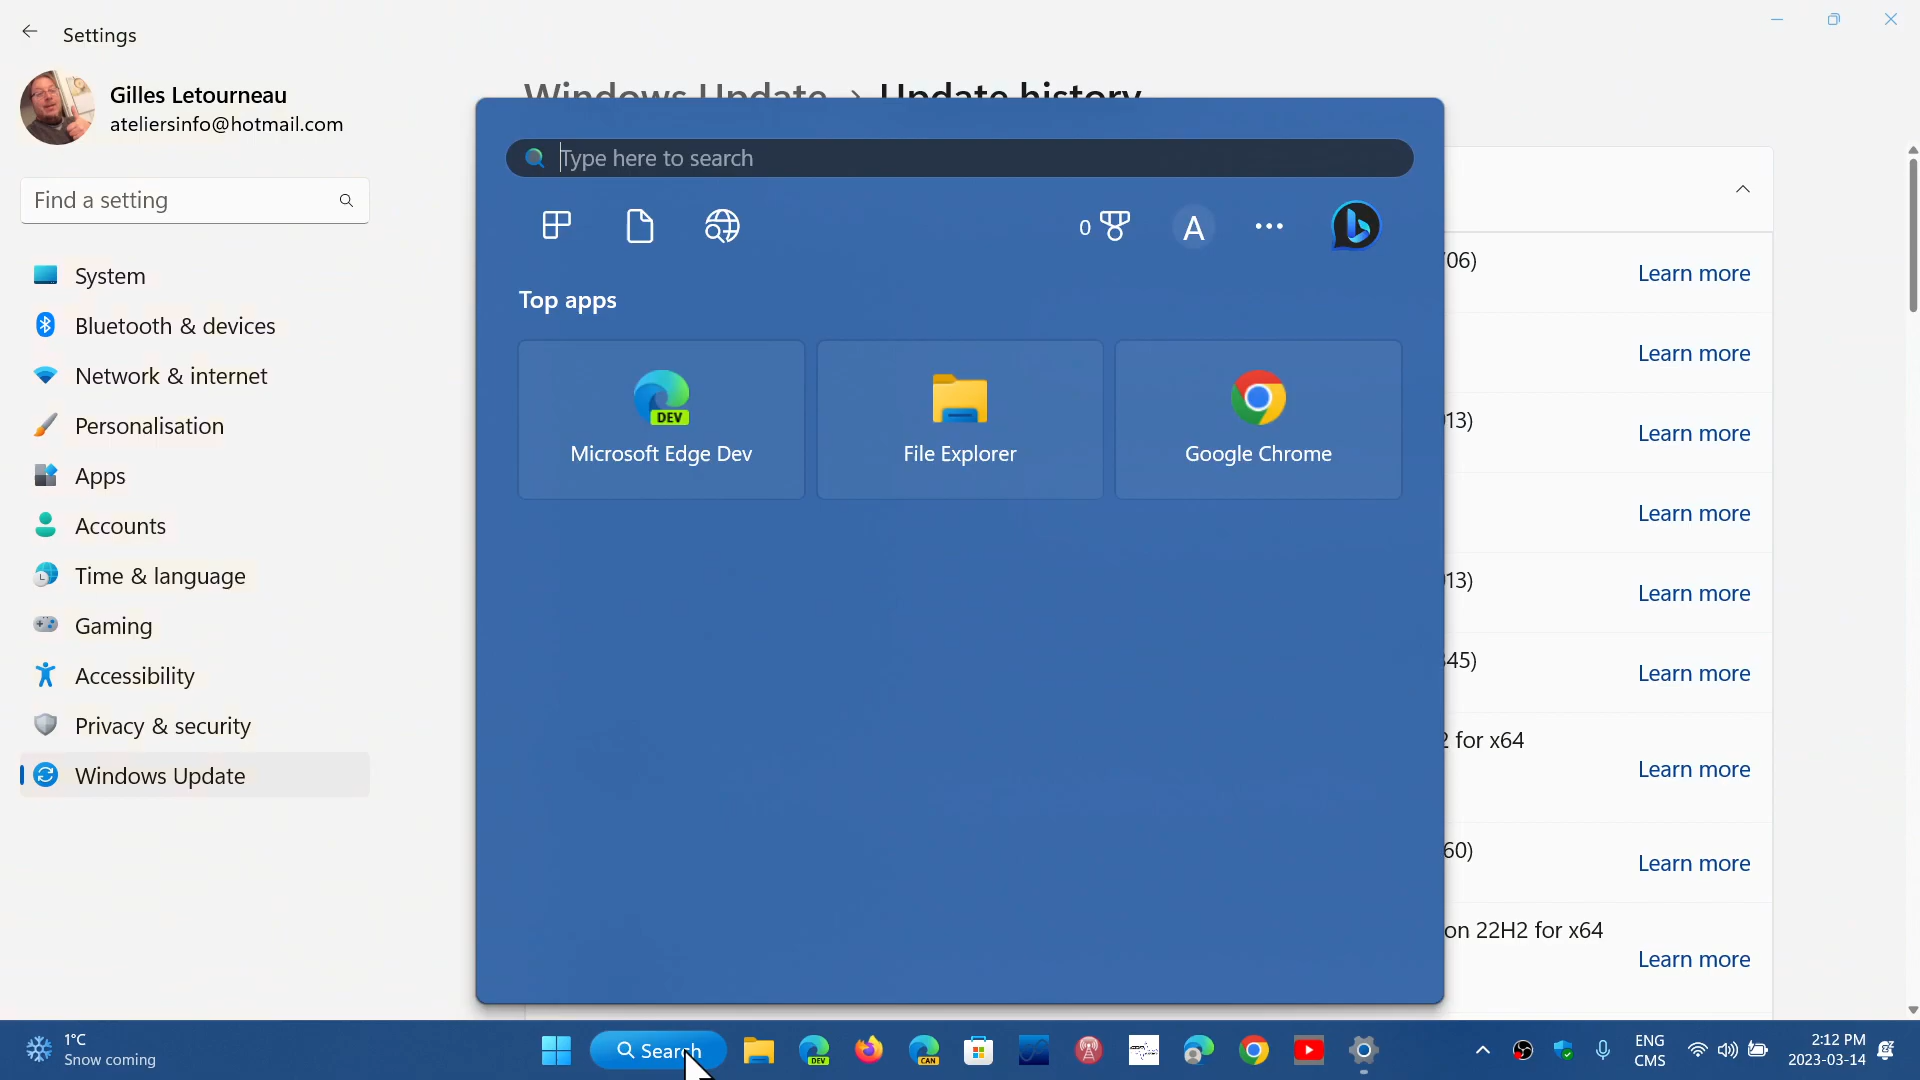 Settings
Gilles Letourneau
ateliersinfo@hotmail.com
Find a setting
System
Bluetooth & devices
Network & internet
Personalisation
Apps
Accounts
Time & language
Gaming
Accessibility
Privacy & security
Windows Update
Windows Update > Update history
Type here to search
0
A
Top apps
DEV
Microsoft Edge Dev
File Explorer
Google Chrome
Learn more
Learn more
13)
Learn more
Learn more
13)
Learn more
45)
Learn more
for x64
Learn more
60)
Learn more
on 22H2 for x64
Learn more
1°C
Snow coming
Search
DEV
CAN
ENG
CMS
2:12 PM
2023-03-14